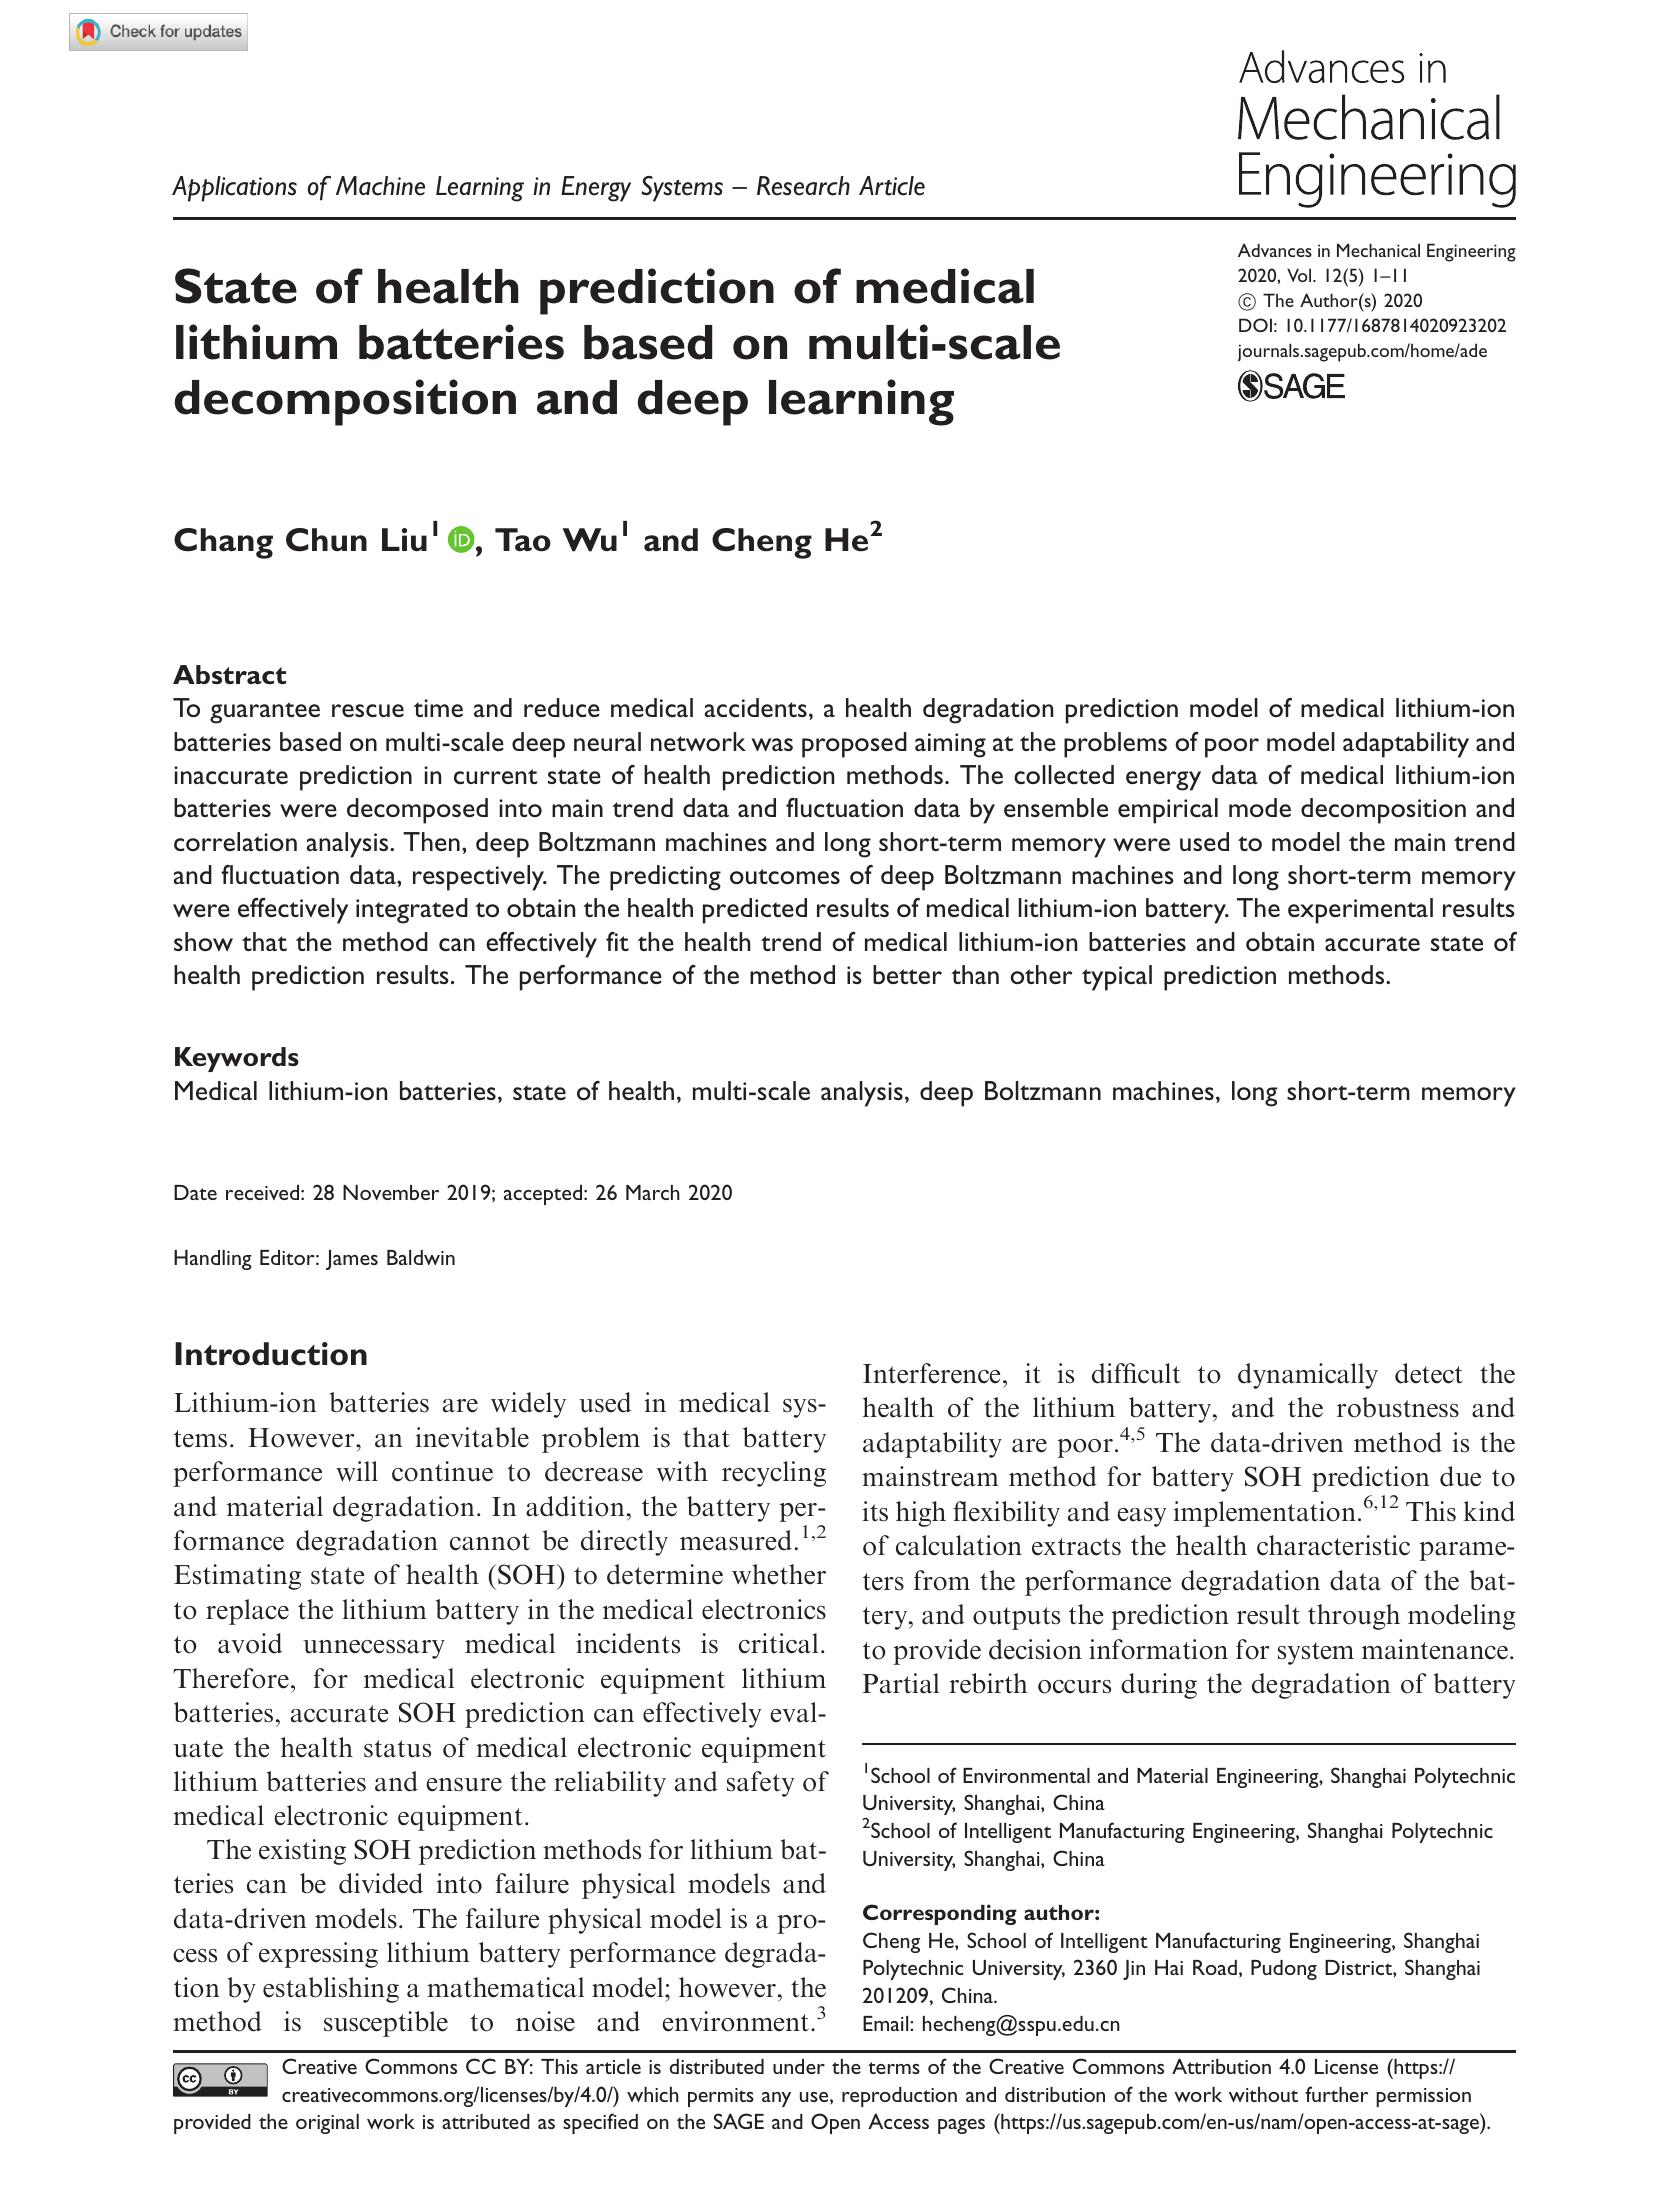 Check for updates
Advances in
Mechanical
Engineering
Applications of Machine Learning in Energy Systems – Research Article
Advances in Mechanical Engineering
2020, Vol. 12(5) 1–11
© The Author(s) 2020
DOI: 10.1177/1687814020923202
journals.sagepub.com/home/ade
SAGE
State of health prediction of medical
lithium batteries based on multi-scale
decomposition and deep learning
Chang Chun Liu1 iD, Tao Wu1 and Cheng He2
Abstract
To guarantee rescue time and reduce medical accidents, a health degradation prediction model of medical lithium-ion
batteries based on multi-scale deep neural network was proposed aiming at the problems of poor model adaptability and
inaccurate prediction in current state of health prediction methods. The collected energy data of medical lithium-ion
batteries were decomposed into main trend data and fluctuation data by ensemble empirical mode decomposition and
correlation analysis. Then, deep Boltzmann machines and long short-term memory were used to model the main trend
and fluctuation data, respectively. The predicting outcomes of deep Boltzmann machines and long short-term memory
were effectively integrated to obtain the health predicted results of medical lithium-ion battery. The experimental results
show that the method can effectively fit the health trend of medical lithium-ion batteries and obtain accurate state of
health prediction results. The performance of the method is better than other typical prediction methods.
Keywords
Medical lithium-ion batteries, state of health, multi-scale analysis, deep Boltzmann machines, long short-term memory
Date received: 28 November 2019; accepted: 26 March 2020
Handling Editor: James Baldwin
Introduction
Lithium-ion batteries are widely used in medical sys-
tems. However, an inevitable problem is that battery
performance will continue to decrease with recycling
and material degradation. In addition, the battery per-
formance degradation cannot be directly measured.1,2
Estimating state of health (SOH) to determine whether
to replace the lithium battery in the medical electronics
to avoid unnecessary medical incidents is critical.
Therefore, for medical electronic equipment lithium
batteries, accurate SOH prediction can effectively eval-
uate the health status of medical electronic equipment
lithium batteries and ensure the reliability and safety of
medical electronic equipment.
The existing SOH prediction methods for lithium bat-
teries can be divided into failure physical models and
data-driven models. The failure physical model is a pro-
cess of expressing lithium battery performance degrada-
tion by establishing a mathematical model; however, the
method is susceptible to noise and environment.3
Interference, it is difficult to dynamically detect the
health of the lithium battery, and the robustness and
adaptability are poor.4,5 The data-driven method is the
mainstream method for battery SOH prediction due to
its high flexibility and easy implementation.6,12 This kind
of calculation extracts the health characteristic parame-
ters from the performance degradation data of the bat-
tery, and outputs the prediction result through modeling
to provide decision information for system maintenance.
Partial rebirth occurs during the degradation of battery
1School of Environmental and Material Engineering, Shanghai Polytechnic
University, Shanghai, China
2School of Intelligent Manufacturing Engineering, Shanghai Polytechnic
University, Shanghai, China
Corresponding author:
Cheng He, School of Intelligent Manufacturing Engineering, Shanghai
Polytechnic University, 2360 Jin Hai Road, Pudong District, Shanghai
201209, China.
Email: hecheng@sspu.edu.cn
cc BY
Creative Commons CC BY: This article is distributed under the terms of the Creative Commons Attribution 4.0 License (https://
creativecommons.org/licenses/by/4.0/) which permits any use, reproduction and distribution of the work without further permission
provided the original work is attributed as specified on the SAGE and Open Access pages (https://us.sagepub.com/en-us/nam/open-access-at-sage).